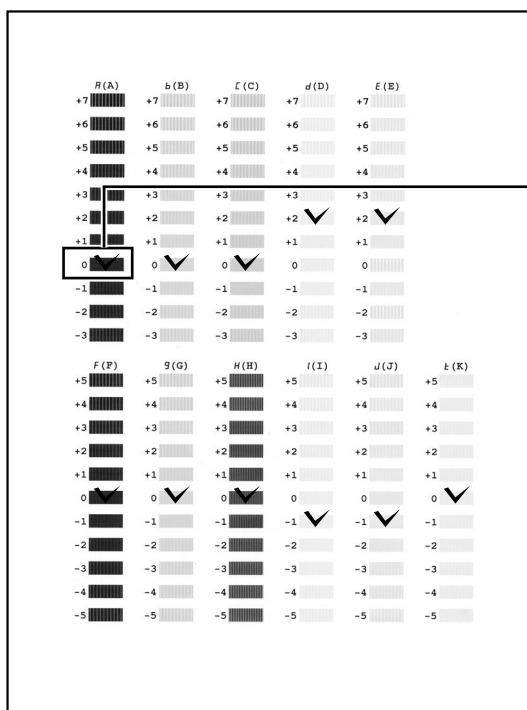 A(A) b(B) C(C) d(D) E(E)
+7 +7 +7 +7 +7
+6 +6 +6 +6 +6
+5 +5 +5 +5 +5
+4 +4 +4 +4 +4
+3 +3 +3 +3 +3
+2 +2 +2 +2 +2
+1 +1 +1 +1 +1
0 0 0 0 0
-1 -1 -1 -1 -1
-2 -2 -2 -2 -2
-3 -3 -3 -3 -3
F(F) g(G) H(H) I(I) J(J) t(K)
+5 +5 +5 +5 +5 +5
+4 +4 +4 +4 +4 +4
+3 +3 +3 +3 +3 +3
+2 +2 +2 +2 +2 +2
+1 +1 +1 +1 +1 +1
0 0 0 0 0 0
-1 -1 -1 -1 -1 -1
-2 -2 -2 -2 -2 -2
-3 -3 -3 -3 -3 -3
-4 -4 -4 -4 -4 -4
-5 -5 -5 -5 -5 -5